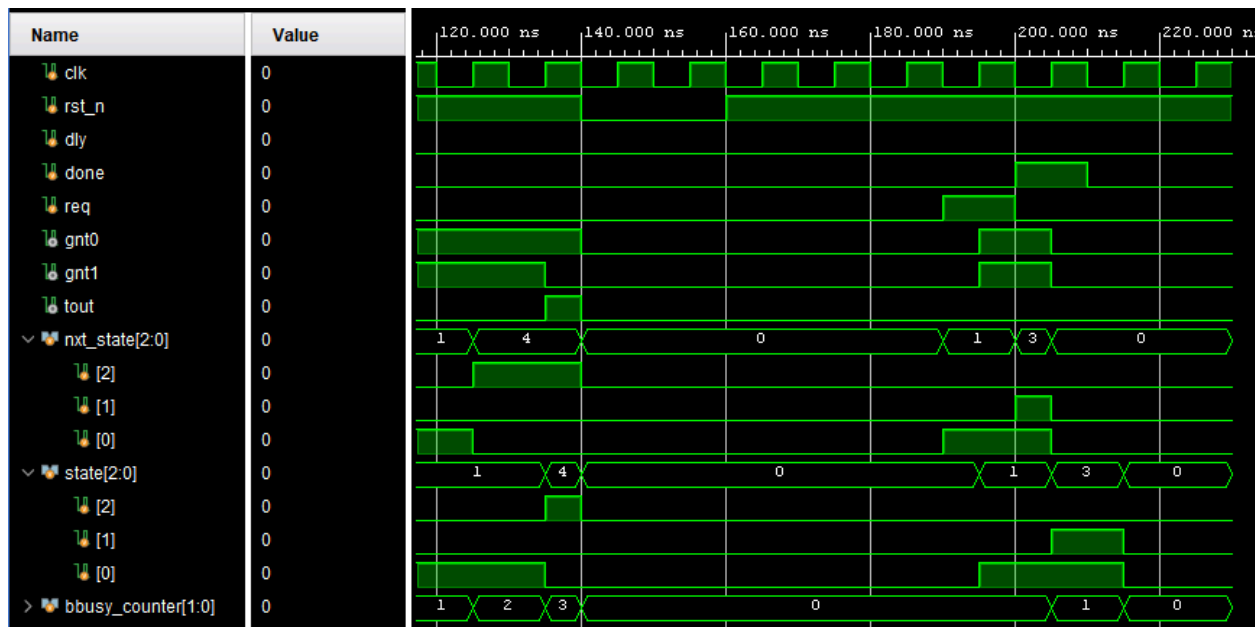 Name Value 120.000 ns 140.000 ns 160.000 ns 180.000 ns 200.000 ns 220.000 n
clk 0
rst_n 0
dly 0
done 0
req 0
gnt0 0
gnt1 0
tout 0
nxt_state[2:0] 0 1 4 0 1 3 0
[2] 0
[1] 0
[0] 0
state[2:0] 0 1 4 0 1 3 0
[2] 0
[1] 0
[0] 0
bbusy_counter[1:0] 0 1 2 3 0 1 0